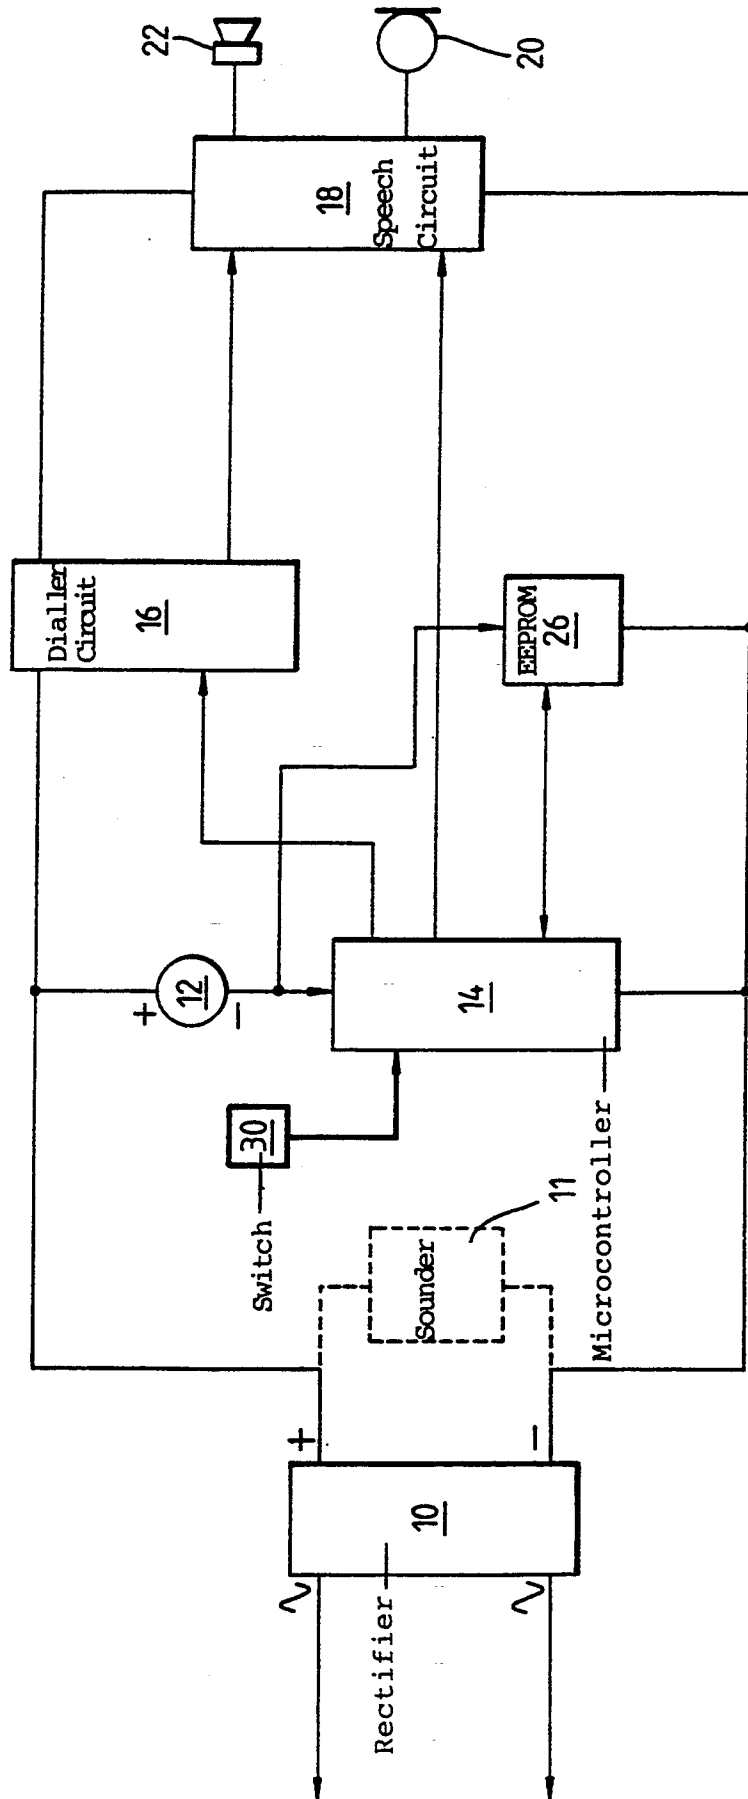 22
20
18
Speech
Circuit
Dialler
Circuit
16
EEPROM
26
+
12
−
14
30
Switch
Microcontroller
11
Sounder
+
−
10
Rectifier
~
~